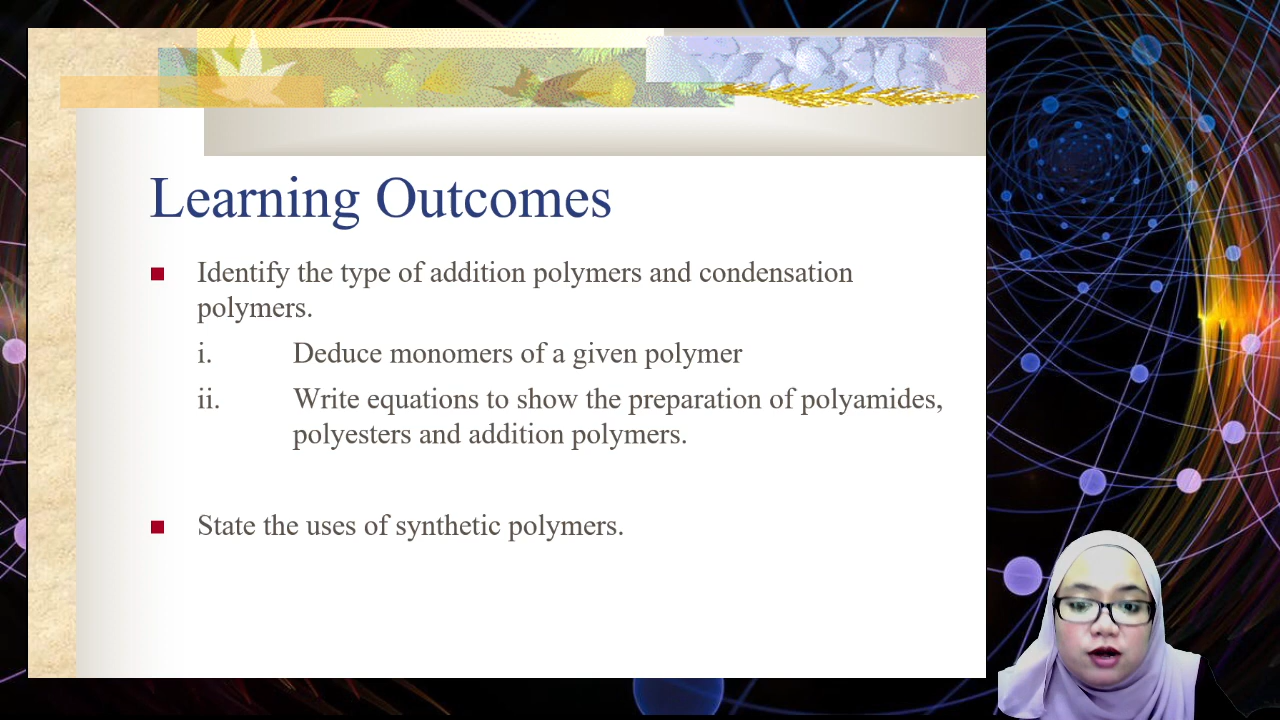 Learning Outcomes
■ Identify the type of addition polymers and condensation
polymers.
i. Deduce monomers of a given polymer
ii. Write equations to show the preparation of polyamides,
polyesters and addition polymers.
■ State the uses of synthetic polymers.